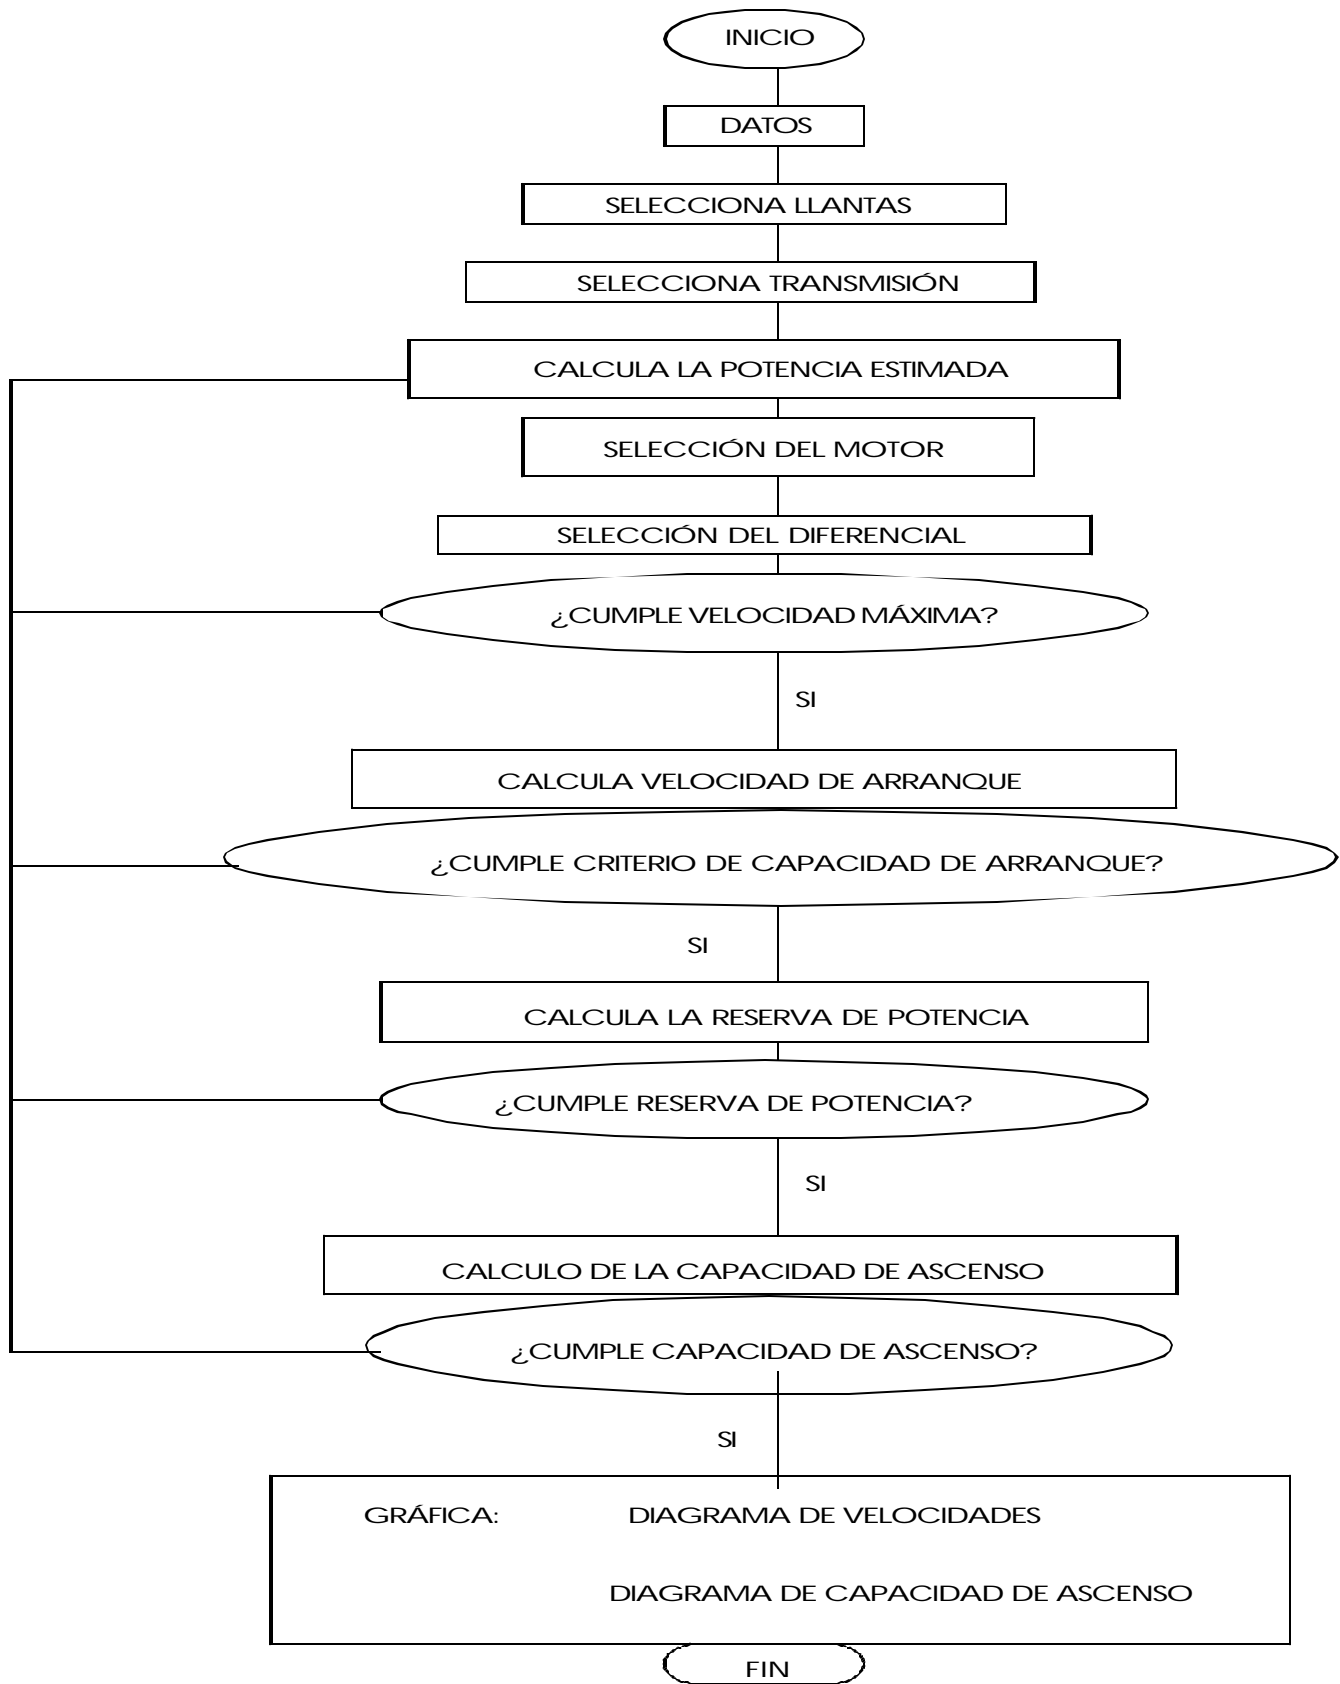 INICIO
DATOS
SELECCIONA LLANTAS
SELECCIONA TRANSMISIÓN
CALCULA LA POTENCIA ESTIMADA
SELECCIÓN DEL MOTOR
SELECCIÓN DEL DIFERENCIAL
¿CUMPLE VELOCIDAD MÁXIMA?
SI
CALCULA VELOCIDAD DE ARRANQUE
¿CUMPLE CRITERIO DE CAPACIDAD DE ARRANQUE?
SI
CALCULA LA RESERVA DE POTENCIA
¿CUMPLE RESERVA DE POTENCIA?
SI
CALCULO DE LA CAPACIDAD DE ASCENSO
¿CUMPLE CAPACIDAD DE ASCENSO?
SI
GRÁFICA: DIAGRAMA DE VELOCIDADES
DIAGRAMA DE CAPACIDAD DE ASCENSO
FIN